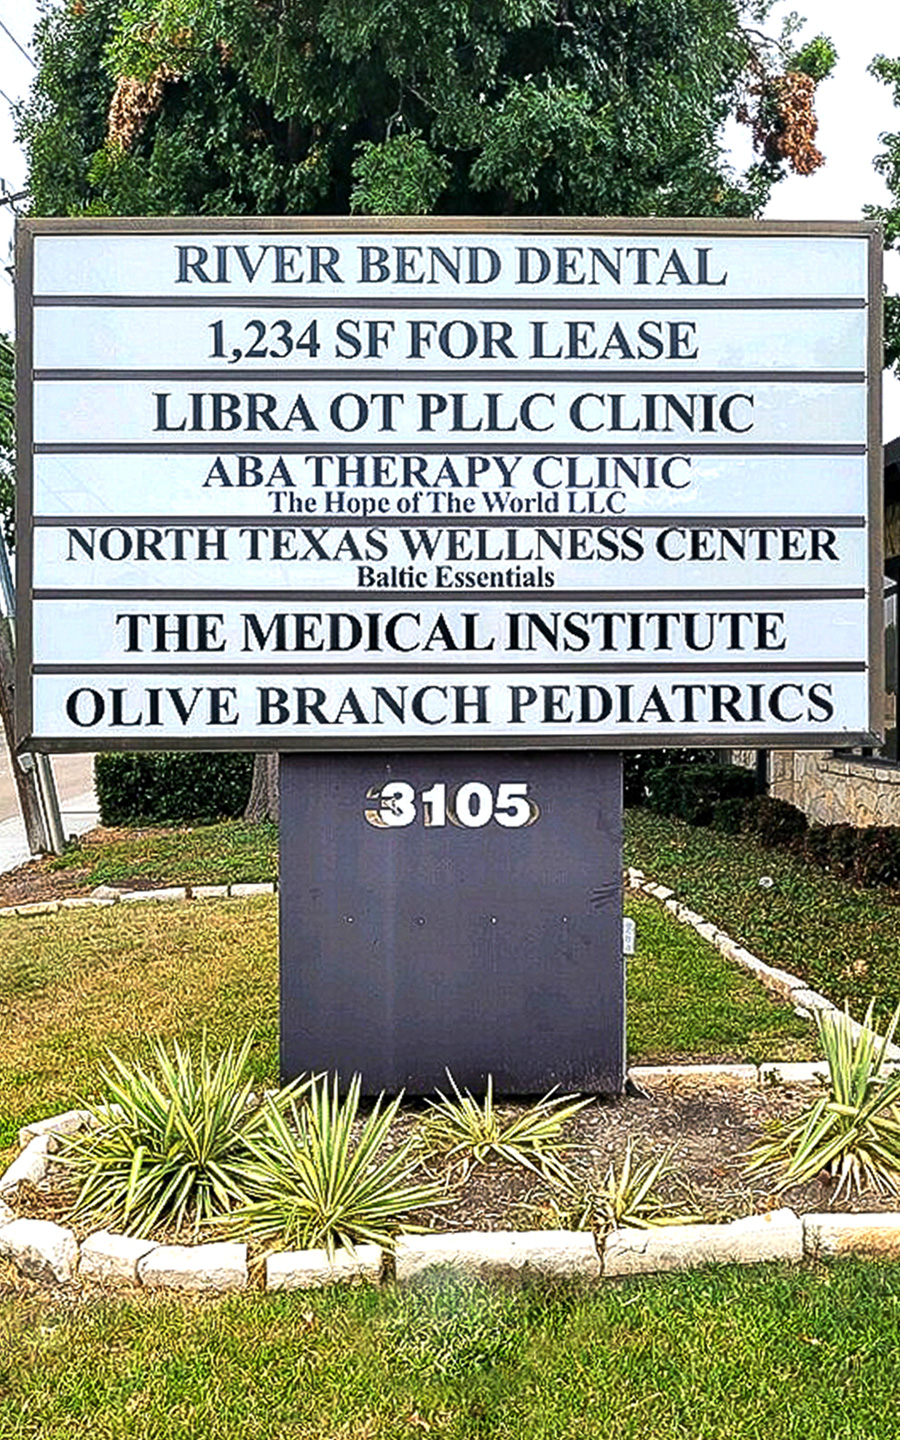 RIVER BEND DENTAL
1,234 SF FOR LEASE
LIBRA OT PLLC CLINIC
ABA THERAPY CLINIC
The Hope of The World LLC
NORTH TEXAS WELLNESS CENTER
Baltic Essentials
THE MEDICAL INSTITUTE
OLIVE BRANCH PEDIATRICS
3105